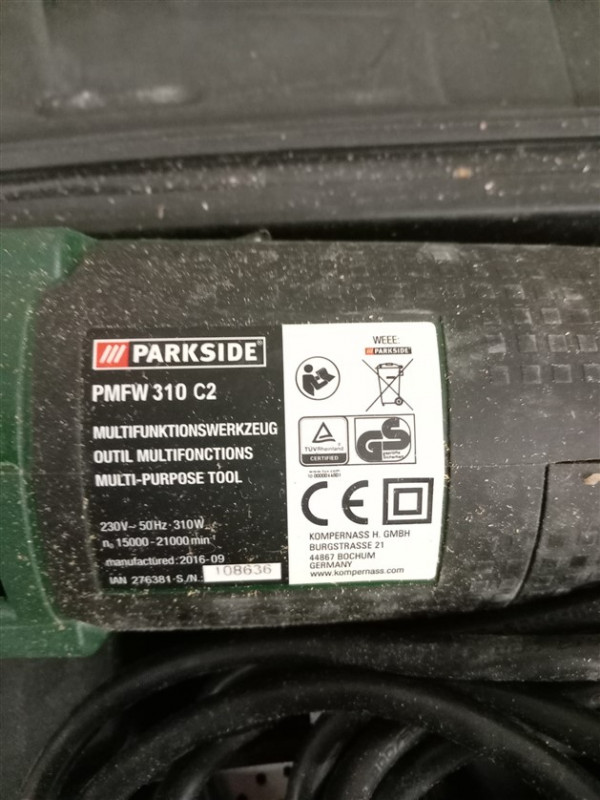 PARKSIDE
PMFW 310 C2
MULTIFUNKTIONSWERKZEUG
OUTIL MULTIFONCTIONS
MULTI-PURPOSE TOOL
230V~ 50Hz · 310W
n₀ 15000-21000 min
manufactured: 2016-09
IAN 276381-S./N.: 108636
WEEE:
PARKSIDE
TÜVRheinland
CERTIFIED
GS
geprüfte
Sicherheit
CE
KOMPERNASS H. GMBH
BURGSTRASSE 21
44867 BOCHUM
GERMANY
www.kompernass.com